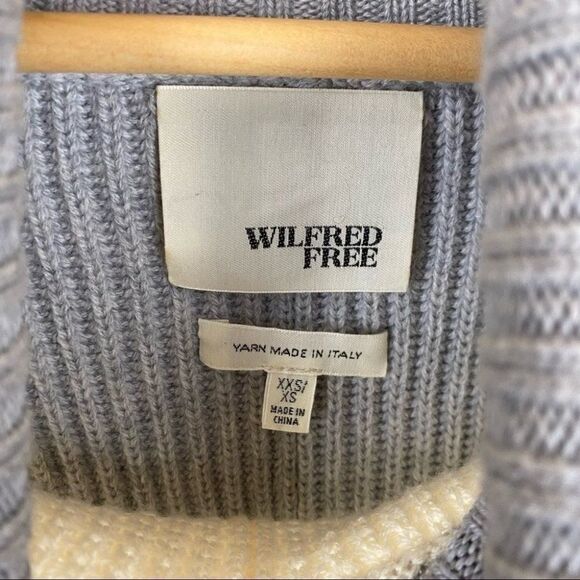 WILFRED
FREE
YARN MADE IN ITALY
XXS/
XS
MADE IN
CHINA